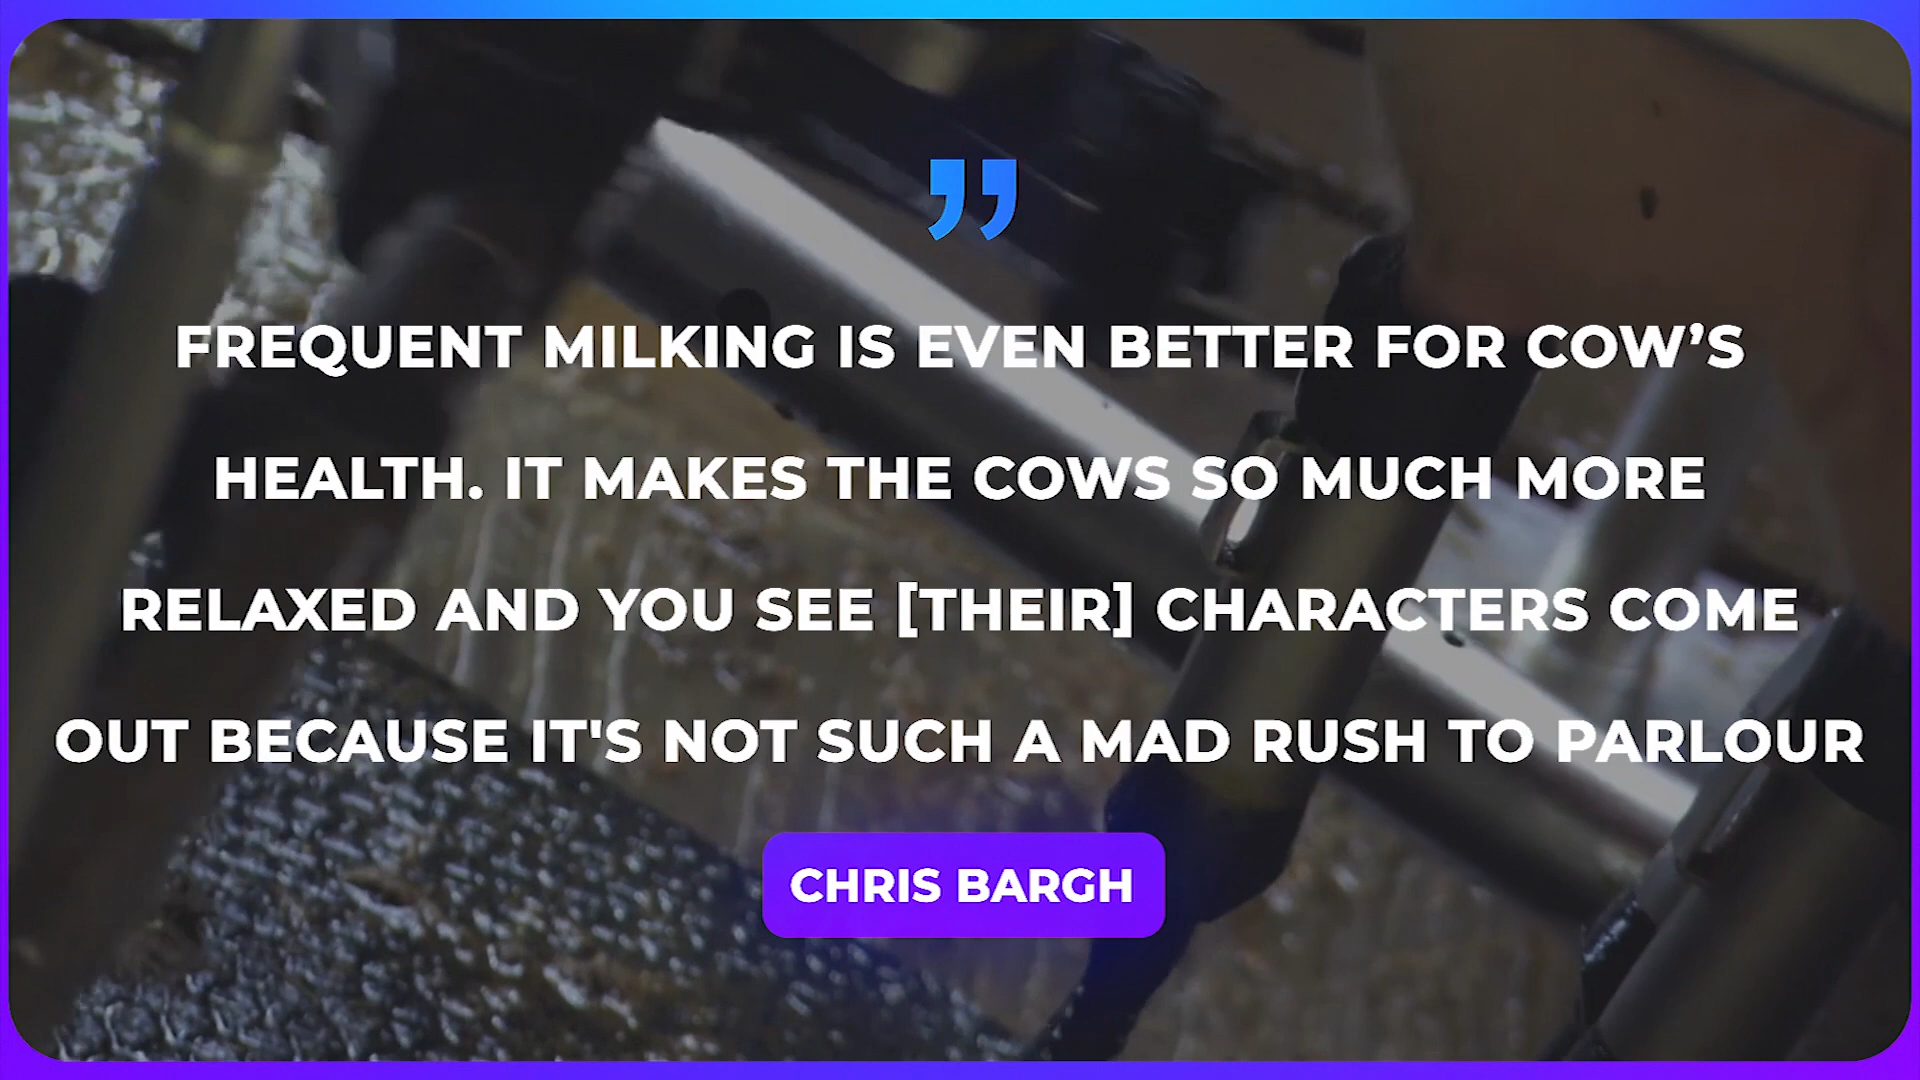 ”
FREQUENT MILKING IS EVEN BETTER FOR COW’S
HEALTH. IT MAKES THE COWS SO MUCH MORE
RELAXED AND YOU SEE [THEIR] CHARACTERS COME
OUT BECAUSE IT'S NOT SUCH A MAD RUSH TO PARLOUR
CHRIS BARGH